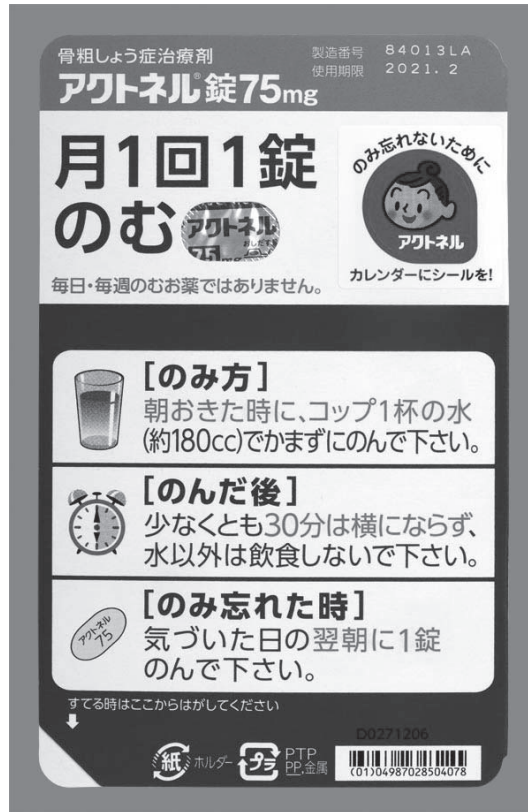 骨粗しょう症治療剤
アクトネル®錠75mg
製造番号 84013LA
使用期限 2021.2
月1回1錠
のむ
アクトネル
75mg
のみ忘れないために
アクトネル
カレンダーにシールを!
毎日・毎週のむお薬ではありません。
[のみ方]
朝おきた時に、コップ1杯の水
(約180cc)でかまずにのんで下さい。
[のんだ後]
少なくとも30分は横にならず、
水以外は飲食しないで下さい。
アクトネル
75
[のみ忘れた時]
気づいた日の翌朝に1錠
のんで下さい。
すてる時はここからはがしてください
D0271206
紙 ホルダー プラ PTP
PP,金属
(01)04987028504078